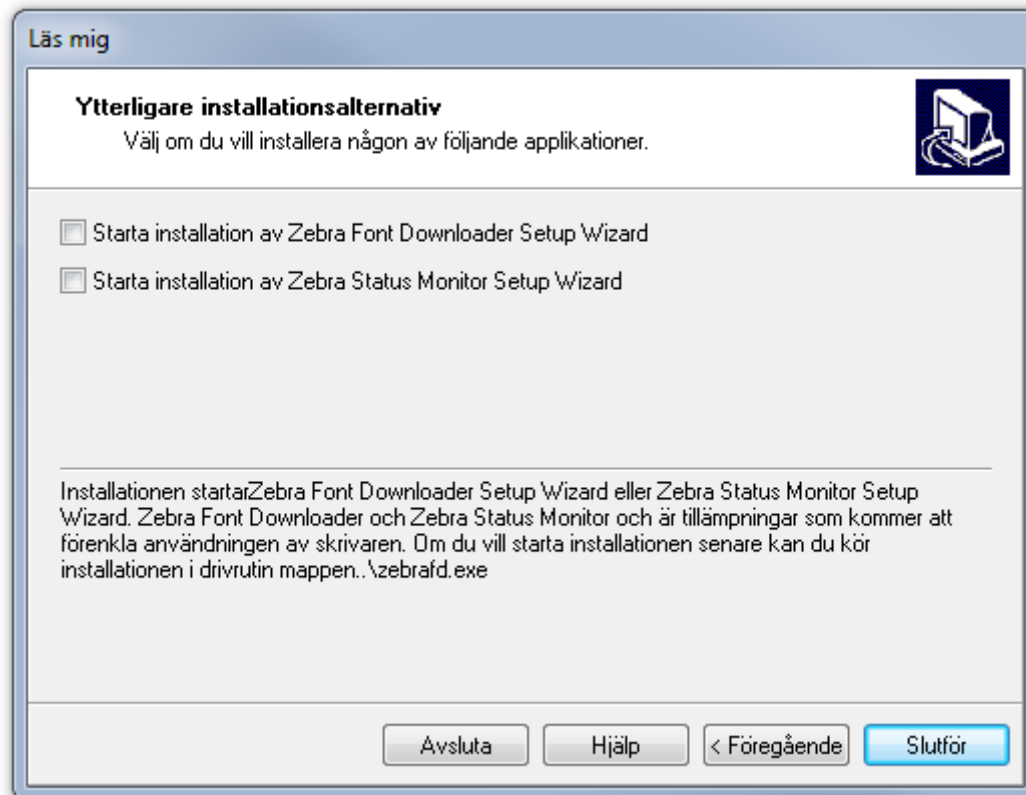 Läs mig
Ytterligare installationsalternativ
Välj om du vill installera någon av följande applikationer.
Starta installation av Zebra Font Downloader Setup Wizard
Starta installation av Zebra Status Monitor Setup Wizard
Installationen startarZebra Font Downloader Setup Wizard eller Zebra Status Monitor Setup
Wizard. Zebra Font Downloader och Zebra Status Monitor och är tillämpningar som kommer att
förenkla användningen av skrivaren. Om du vill starta installationen senare kan du kör
installationen i drivrutin mappen..\zebrafd.exe
Avsluta Hjälp < Föregående Slutför